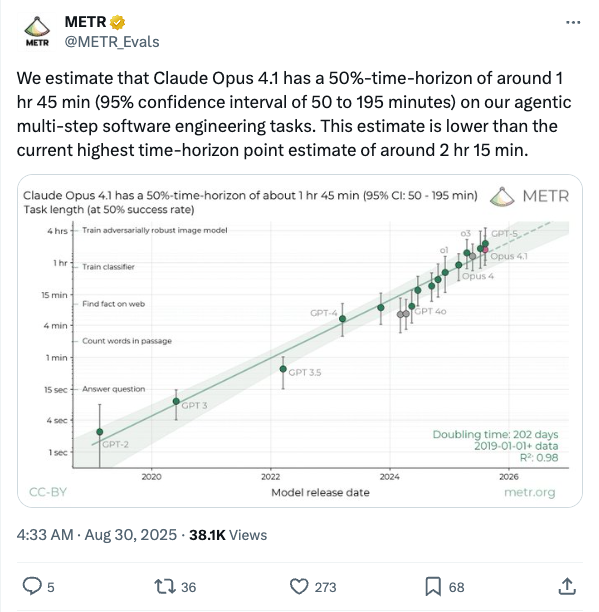 METR
@METR_Evals
We estimate that Claude Opus 4.1 has a 50%-time-horizon of around 1
hr 45 min (95% confidence interval of 50 to 195 minutes) on our agentic
multi-step software engineering tasks. This estimate is lower than the
current highest time-horizon point estimate of around 2 hr 15 min.
Claude Opus 4.1 has a 50%-time-horizon of about 1 hr 45 min (95% CI: 50 - 195 min)
METR
Task length (at 50% success rate)
4 hrs
Train adversarially robust image model
o3
GPT-5
o1
Opus 4.1
1 hr
Train classifier
Opus 4
15 min
Find fact on web
GPT-4
GPT 4o
4 min
Count words in passage
1 min
GPT 3.5
15 sec
Answer question
GPT 3
4 sec
GPT-2
Doubling time: 202 days
2019-01-01+ data
R²: 0.98
1 sec
2020
2022
2024
2026
CC-BY
Model release date
metr.org
4:33 AM · Aug 30, 2025 · 38.1K Views
5
36
273
68